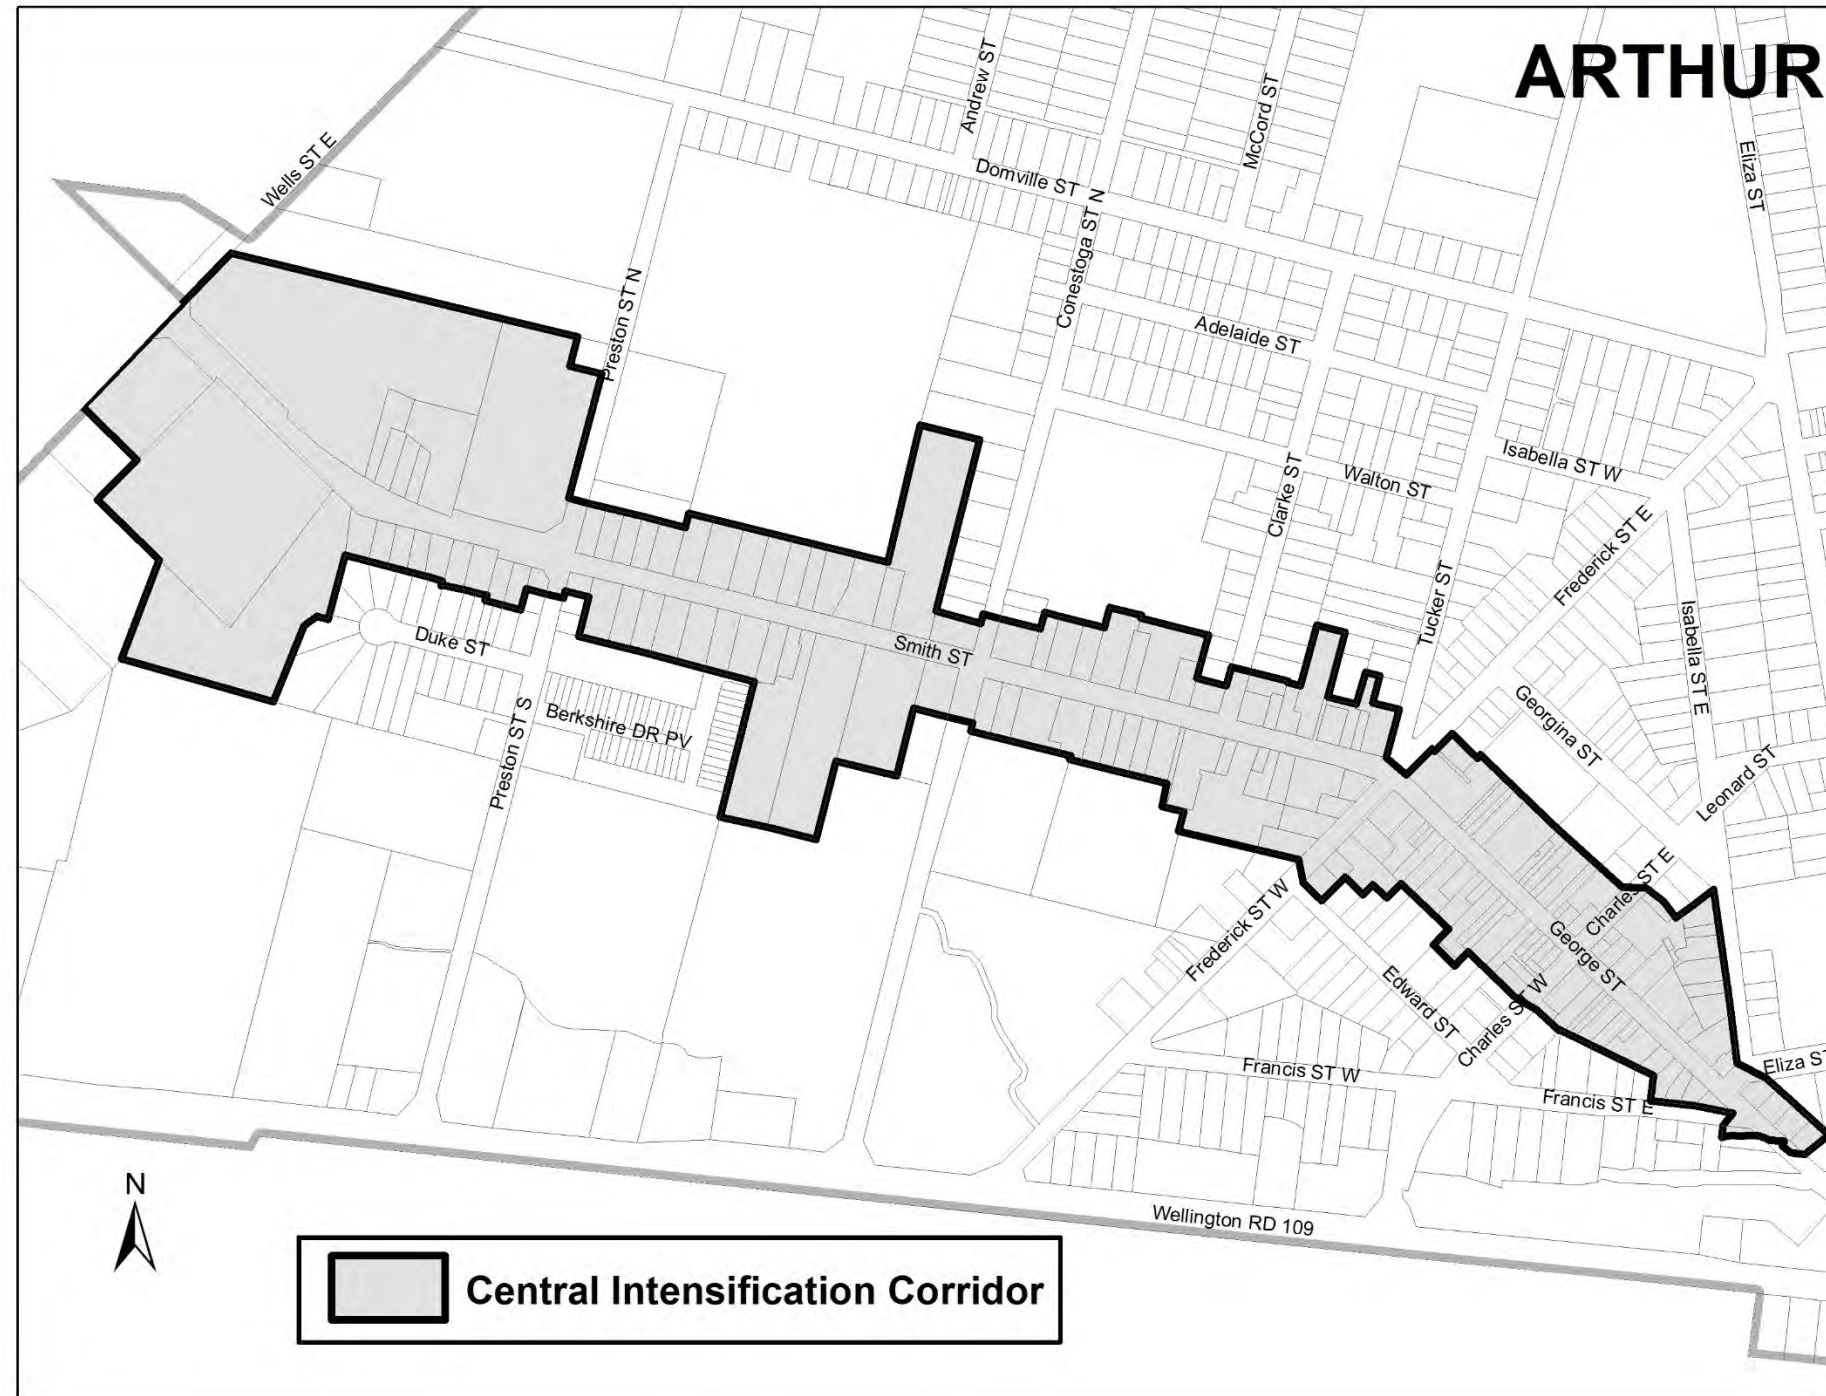 ARTHUR
Andrew ST
McCord ST
Eliza ST
Wells ST E
Domville ST
Conestoga ST N
Preston ST N
Adelaide ST
Isabella ST W
Walton ST
Clarke ST
Frederick ST E
Tucker ST
Isabella ST E
Duke ST
Smith ST
Georgina ST
Berkshire DR PV
Preston ST S
Leonard ST
Charles ST E
Frederick ST W
George ST
Edward ST
Charles ST W
Francis ST W
Eliza ST
Francis ST E
N
Wellington RD 109
Central Intensification Corridor